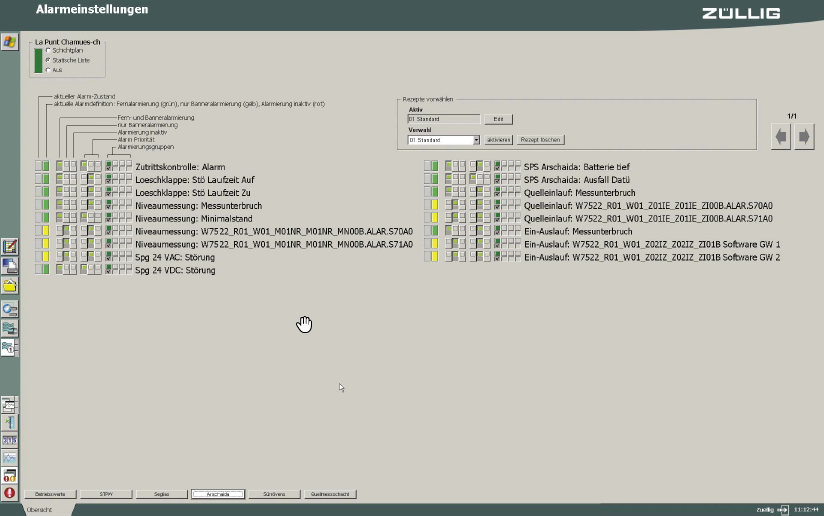 Alarmeinstellungen
ZÜLLIG
La Punt Chamues-ch
Schichtplan
Statische Liste
Aus
aktueller Alarm-Zustand
aktuelle Alarmdefinition: Fernalarmierung (grün), nur Banneralarmierung (gelb), Alarmierung inaktiv (rot)
Fern- und Banneralarmierung
nur Banneralarmierung
Alarmierung inaktiv
Alarm Priorität
Alarmierungsgruppen
Rezepte vorwählen
Aktiv
01 Standard
Edit
Vorwahl
01 Standard
aktivieren
Rezept löschen
1/1
Zutrittskontrolle: Alarm
Loeschklappe: Stö Laufzeit Auf
Loeschklappe: Stö Laufzeit Zu
Niveaumessung: Messunterbruch
Niveaumessung: Minimalstand
Niveaumessung: W7522_R01_W01_M01NR_M01NR_MN00B.ALAR.S70A0
Niveaumessung: W7522_R01_W01_M01NR_M01NR_MN00B.ALAR.S71A0
Spg 24 VAC: Störung
Spg 24 VDC: Störung
SPS Arschaida: Batterie tief
SPS Arschaida: Ausfall Datü
Quelleinlauf: Messunterbruch
Quelleinlauf: W7522_R01_W01_Z01IE_Z01IE_ZI00B.ALAR.S70A0
Quelleinlauf: W7522_R01_W01_Z01IE_Z01IE_ZI00B.ALAR.S71A0
Ein-Auslauf: Messunterbruch
Ein-Auslauf: W7522_R01_W01_Z02IZ_Z02IZ_ZI01B Software GW 1
Ein-Auslauf: W7522_R01_W01_Z02IZ_Z02IZ_ZI01B Software GW 2
Betriebswerte
STPW
Seglias
Arschaida
Quellmesschacht
Übersicht
Zuellig
11:12:44